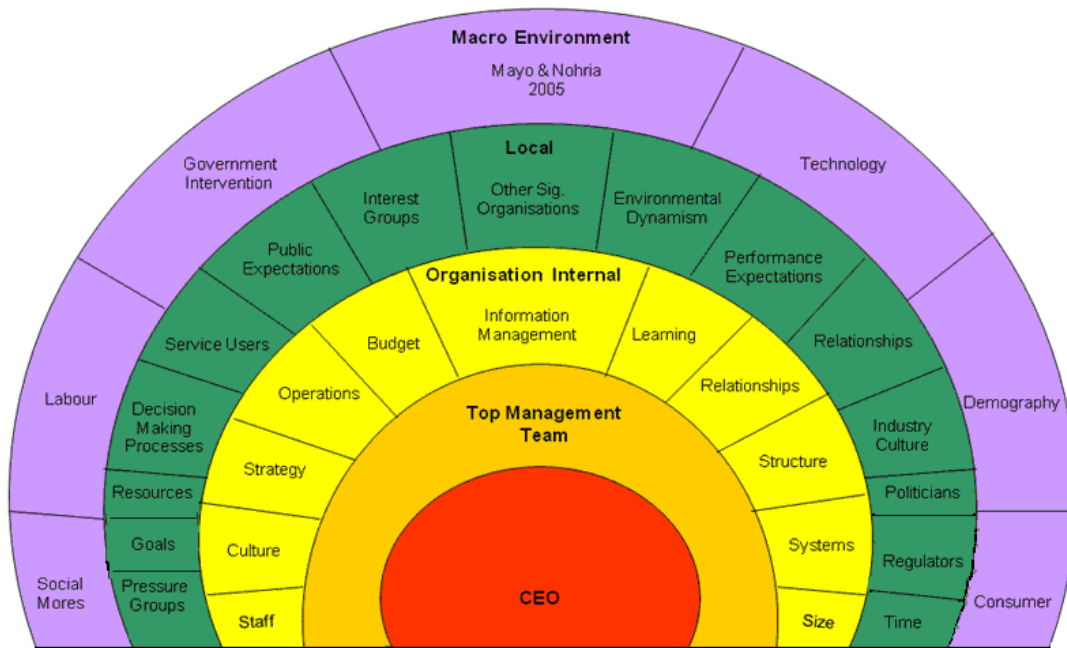 Macro Environment
Mayo & Nohria
2005
Government
Intervention
Technology
Labour
Demography
Social
Mores
Consumer
Local
Other Sig.
Organisations
Interest
Groups
Environmental
Dynamism
Public
Expectations
Performance
Expectations
Service Users
Relationships
Decision
Making
Processes
Industry
Culture
Resources
Politicians
Goals
Regulators
Pressure
Groups
Time
Organisation Internal
Information
Management
Budget
Learning
Operations
Relationships
Strategy
Structure
Culture
Systems
Staff
Size
Top Management
Team
CEO